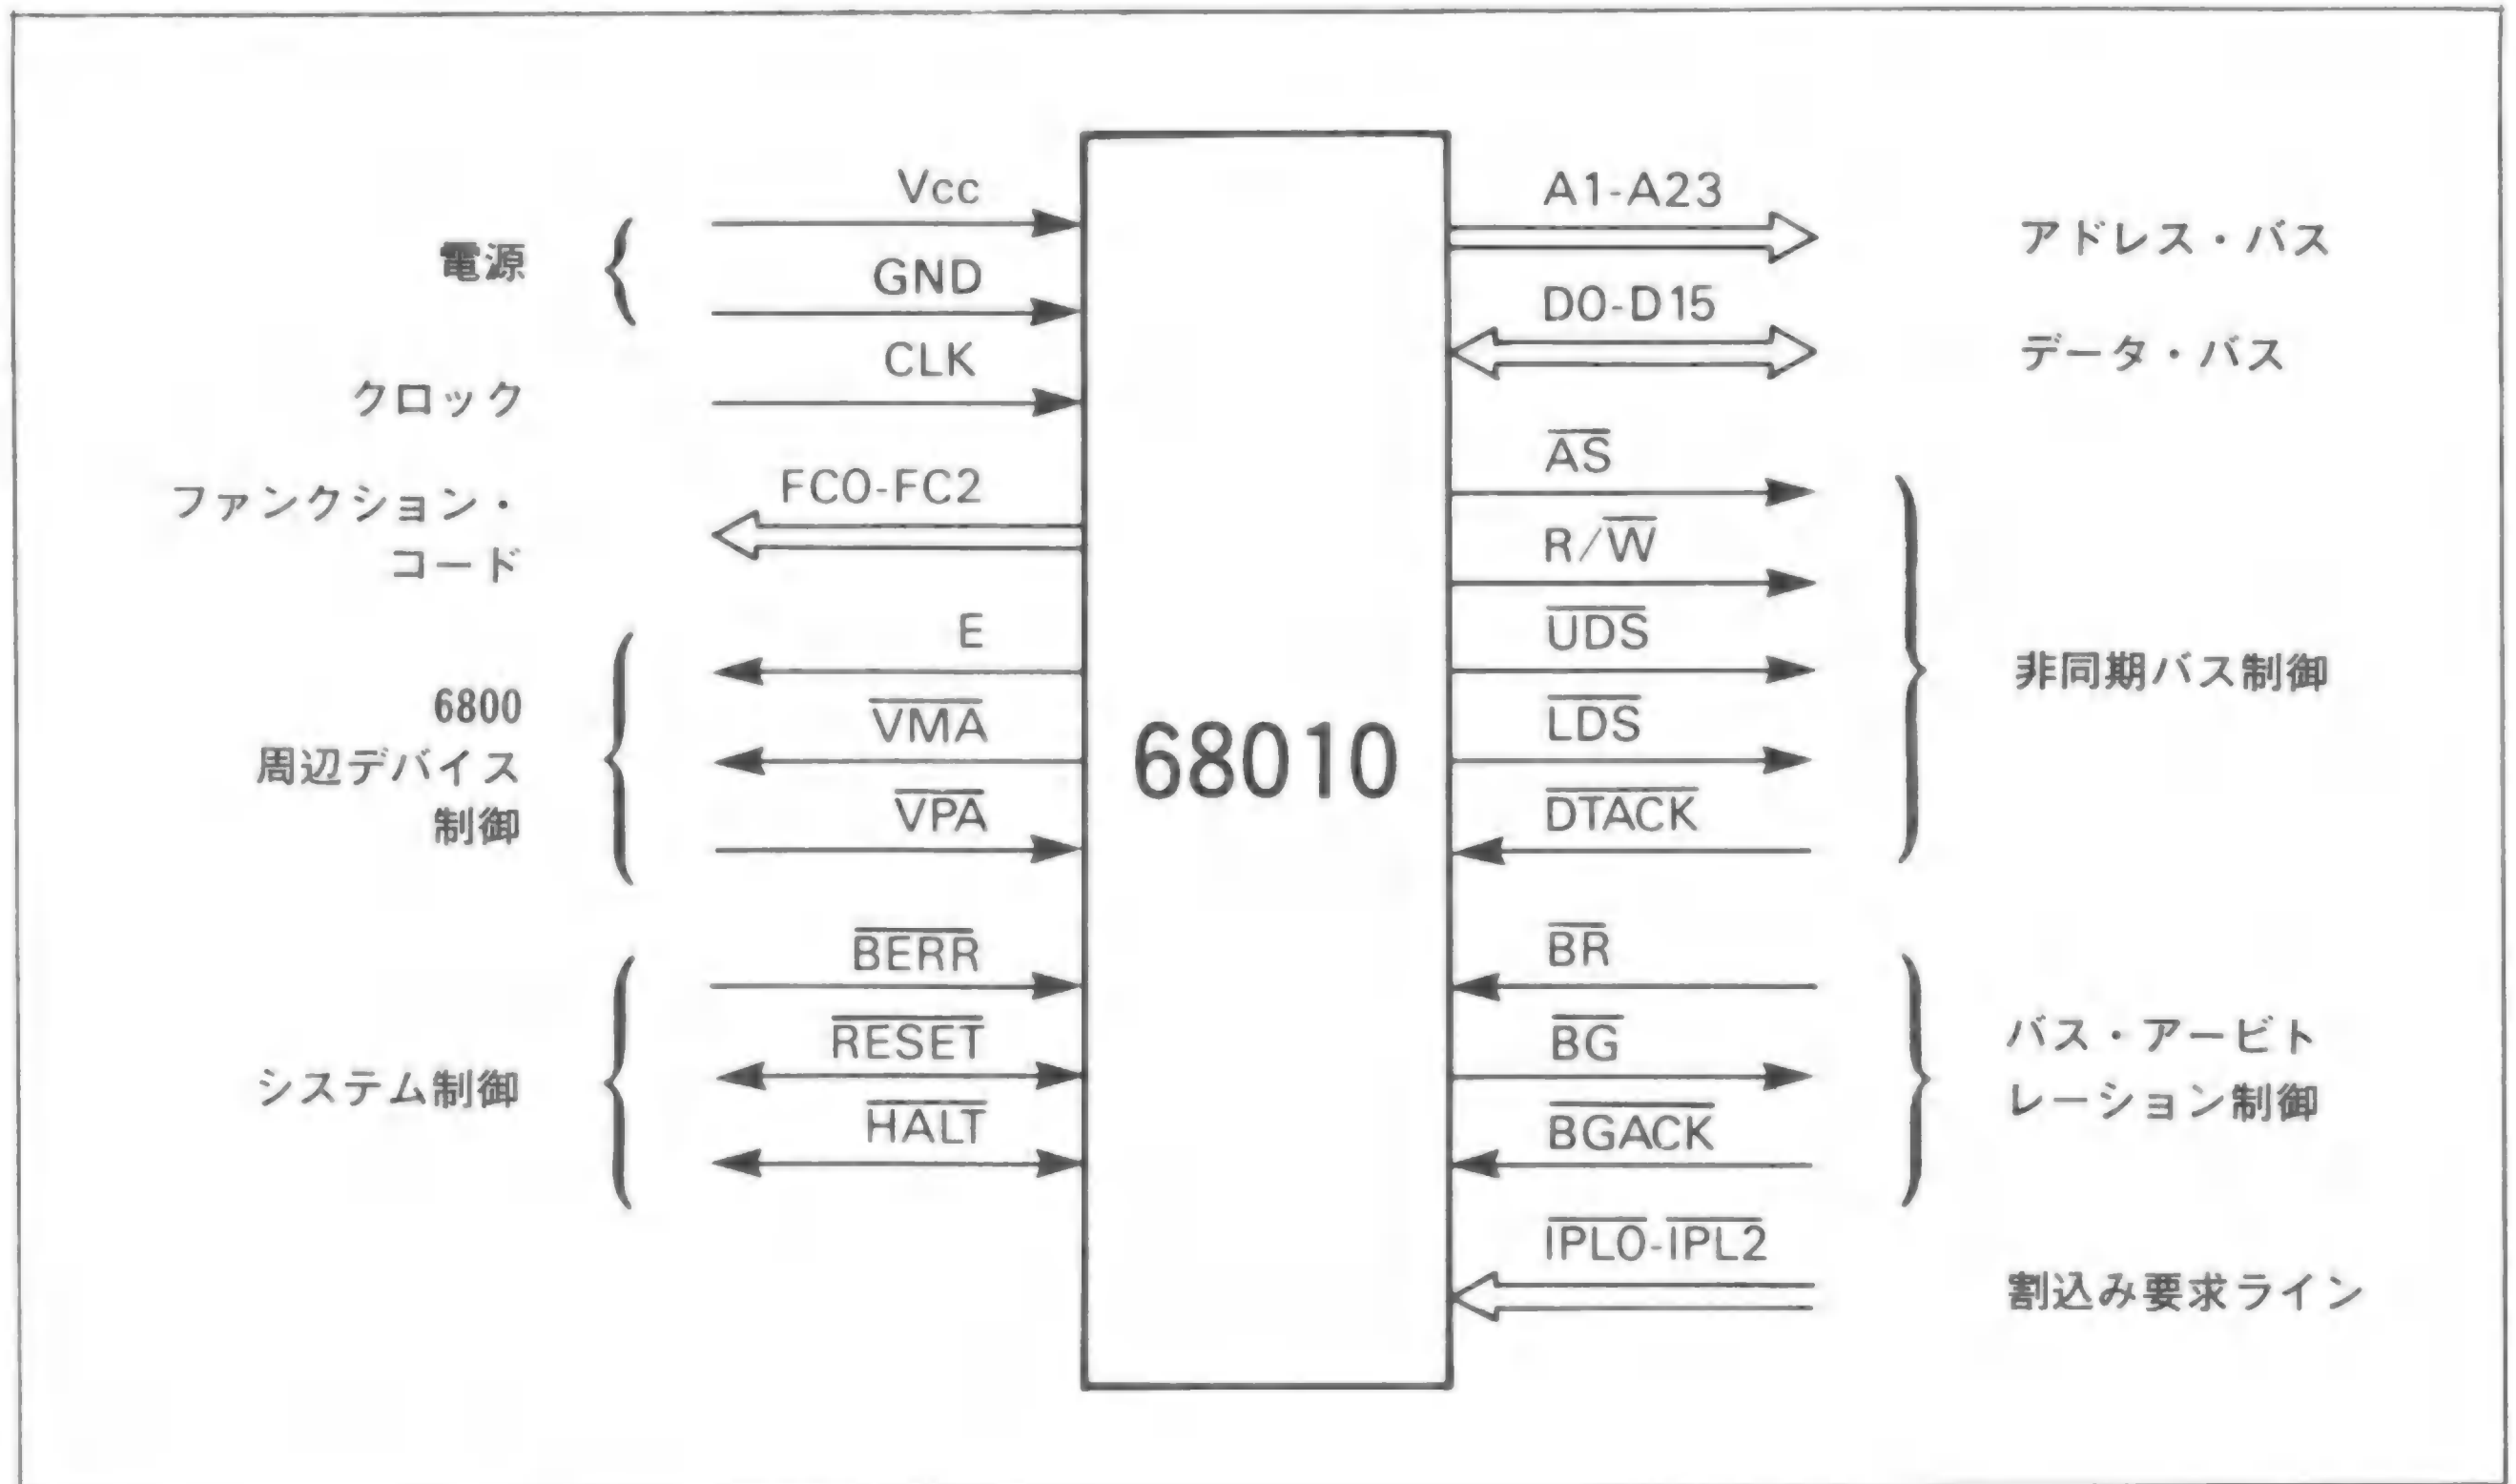 Vcc
電源
GND
CLK
クロック
FC0-FC2
ファンクション・
コード
E
6800
VMA
周辺デバイス
VPA
制御
BERR
RESET
システム制御
HALT
68010
A1-A23
アドレス・バス
D0-D15
データ・バス
AS
R/W
UDS
非同期バス制御
LDS
DTACK
BR
BG
バス・アービト
レーション制御
BGACK
IPL0-IPL2
割込み要求ライン